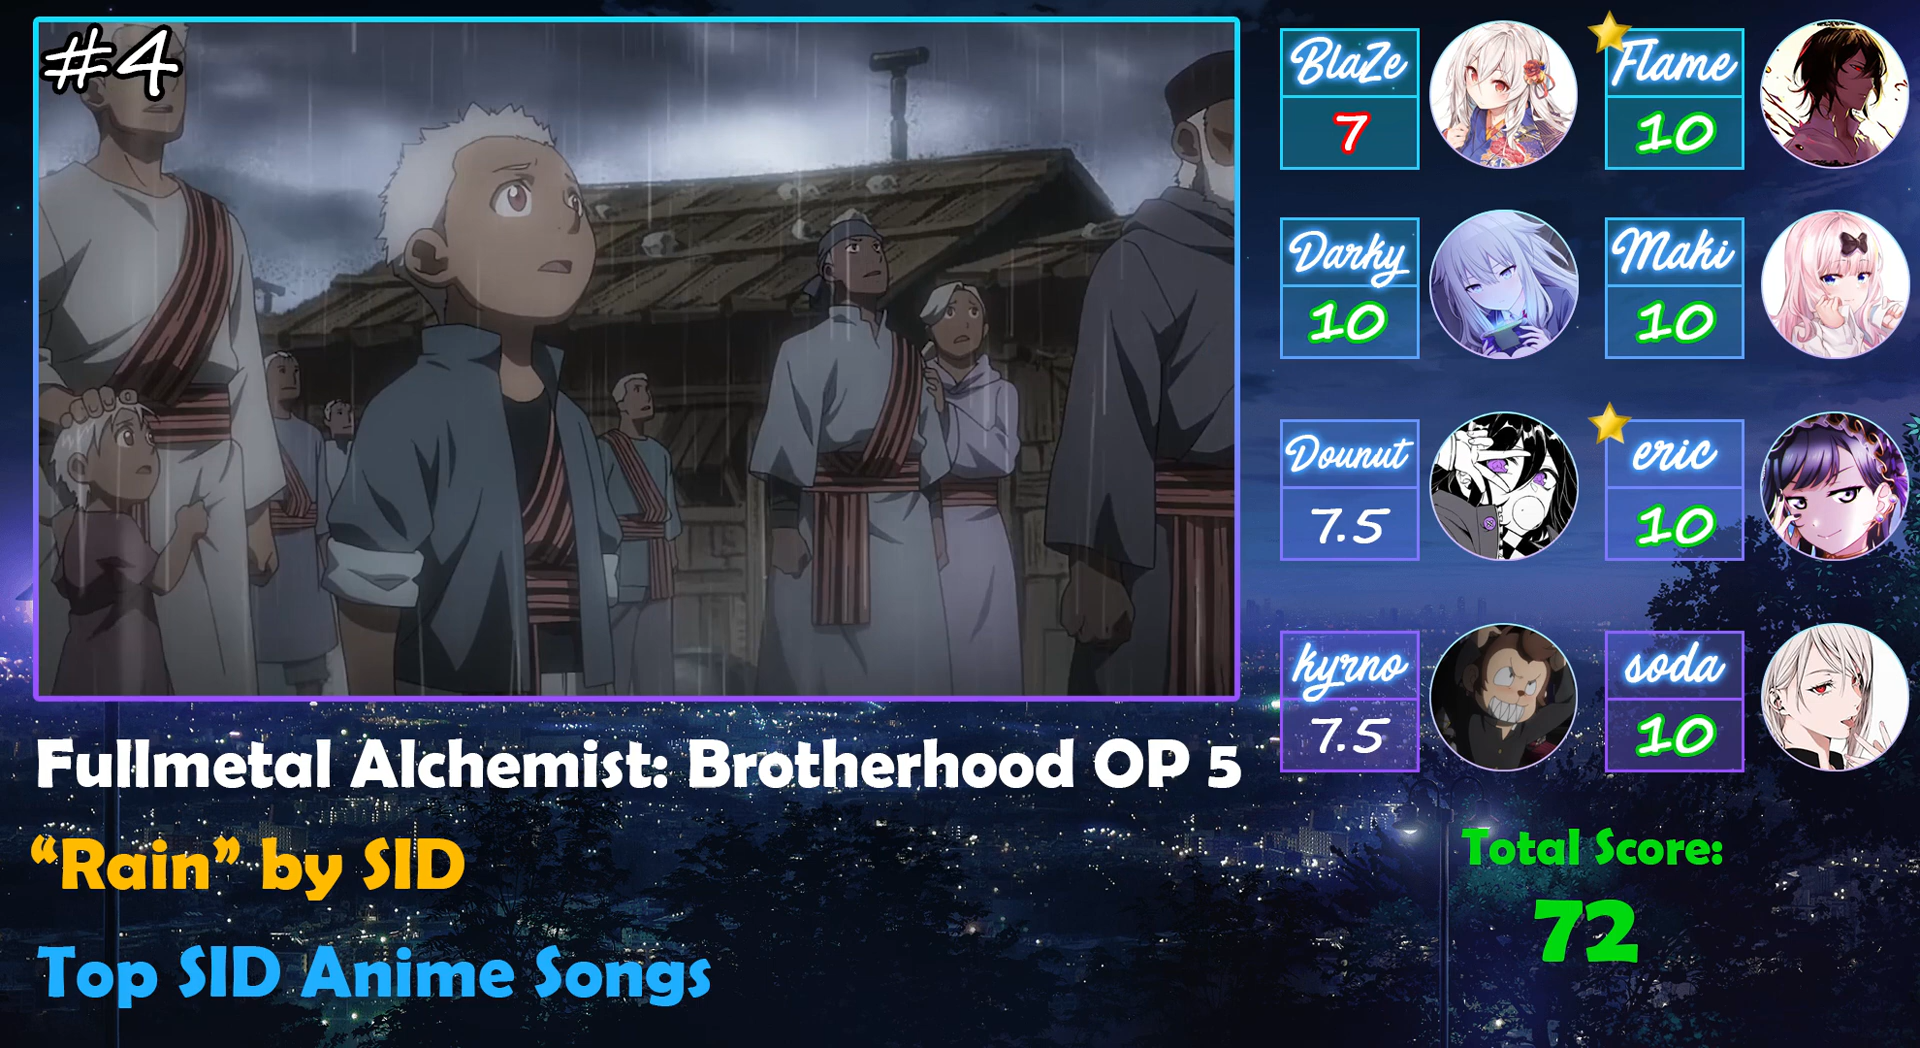 #4
BlaZe
7
Flame
10
Darky
10
Maki
10
Dounut
7.5
eric
10
kyrno
7.5
soda
10
Fullmetal Alchemist: Brotherhood OP 5
“Rain” by SID
Top SID Anime Songs
Total Score:
72